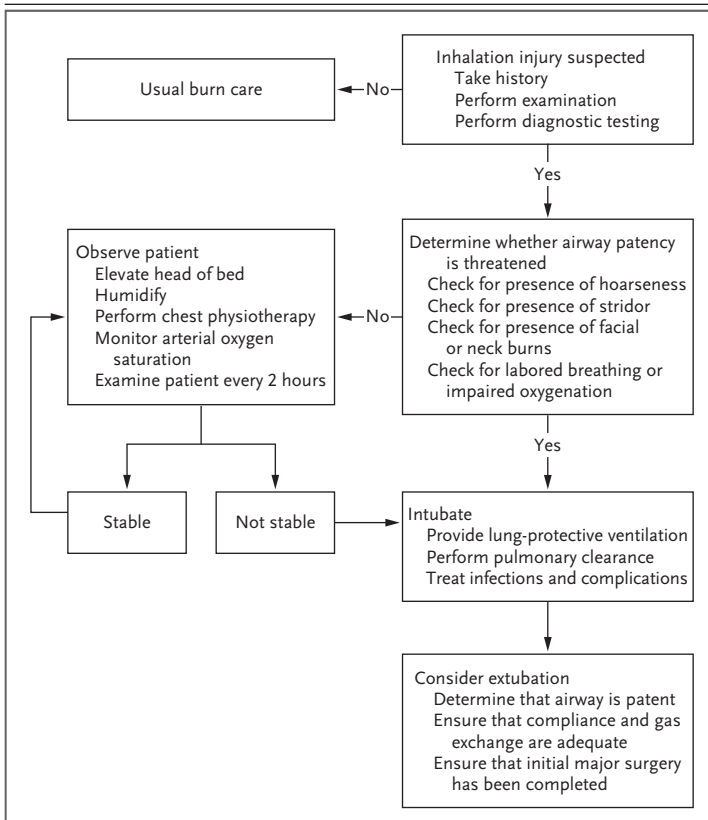 Inhalation injury suspected
Take history
Perform examination
Perform diagnostic testing
No
Usual burn care
Yes
Determine whether airway patency
is threatened
Check for presence of hoarseness
Check for presence of stridor
Check for presence of facial
or neck burns
Check for labored breathing or
impaired oxygenation
No
Observe patient
Elevate head of bed
Humidify
Perform chest physiotherapy
Monitor arterial oxygen
saturation
Examine patient every 2 hours
Yes
Stable
Not stable
Intubate
Provide lung-protective ventilation
Perform pulmonary clearance
Treat infections and complications
Consider extubation
Determine that airway is patent
Ensure that compliance and gas
exchange are adequate
Ensure that initial major surgery
has been completed